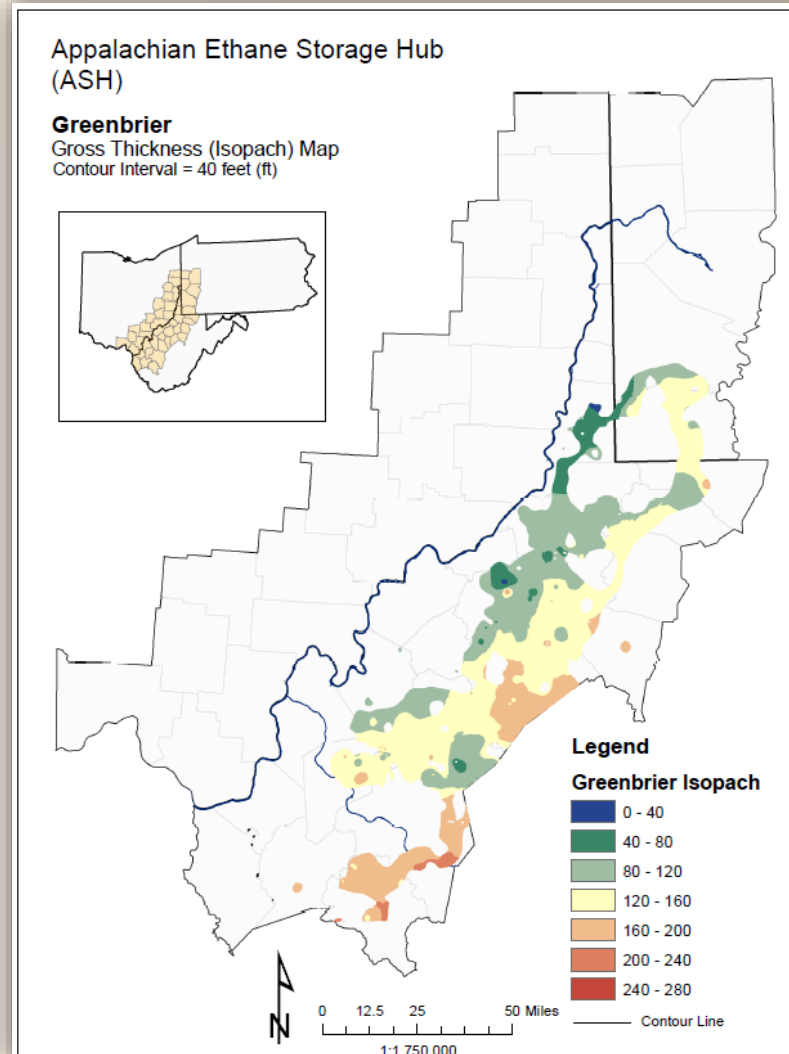 Appalachian Ethane Storage Hub
(ASH)
Greenbrier
Gross Thickness (Isopach) Map
Contour Interval = 40 feet (ft)
Legend
Greenbrier Isopach
0 - 40
40 - 80
80 - 120
120 - 160
160 - 200
200 - 240
240 - 280
Contour Line
N
0 12.5 25 50 Miles
1:1,750,000